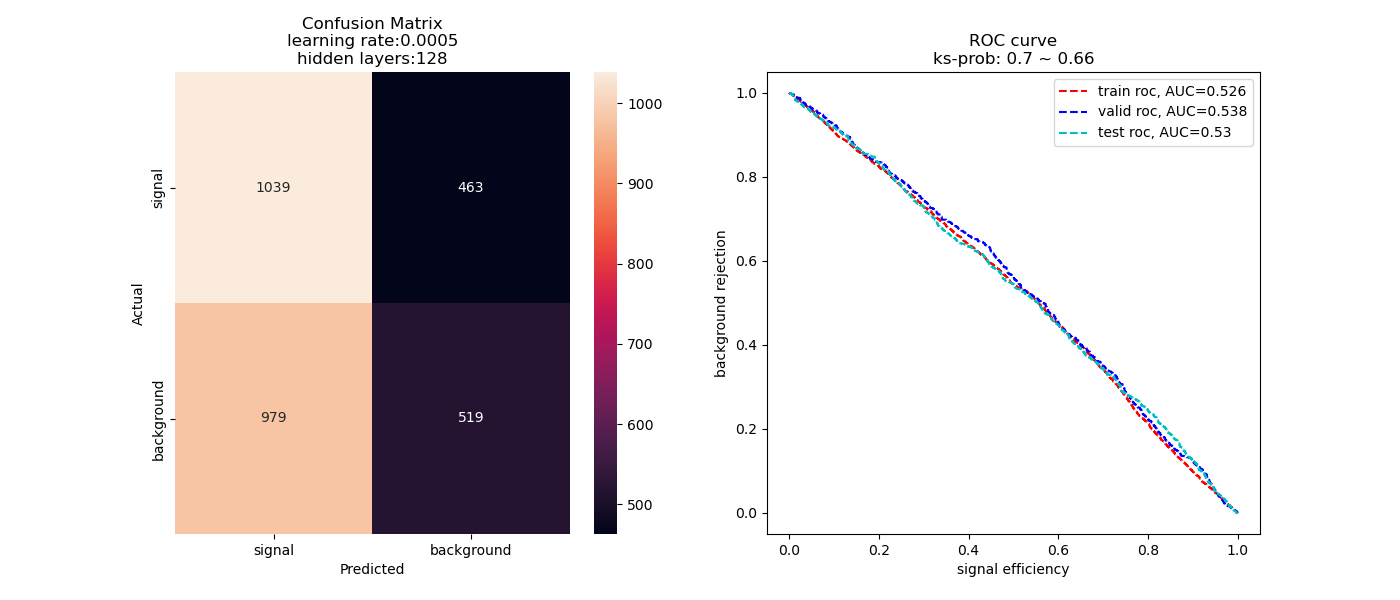 Confusion Matrix
learning rate:0.0005
hidden layers:128
signal
background
Actual
1039
463
979
519
signal
background
Predicted
1000
900
800
700
600
500
ROC curve
ks-prob: 0.7 ~ 0.66
train roc, AUC=0.526
valid roc, AUC=0.538
test roc, AUC=0.53
background rejection
1.0
0.8
0.6
0.4
0.2
0.0
0.0
0.2
0.4
0.6
0.8
1.0
signal efficiency